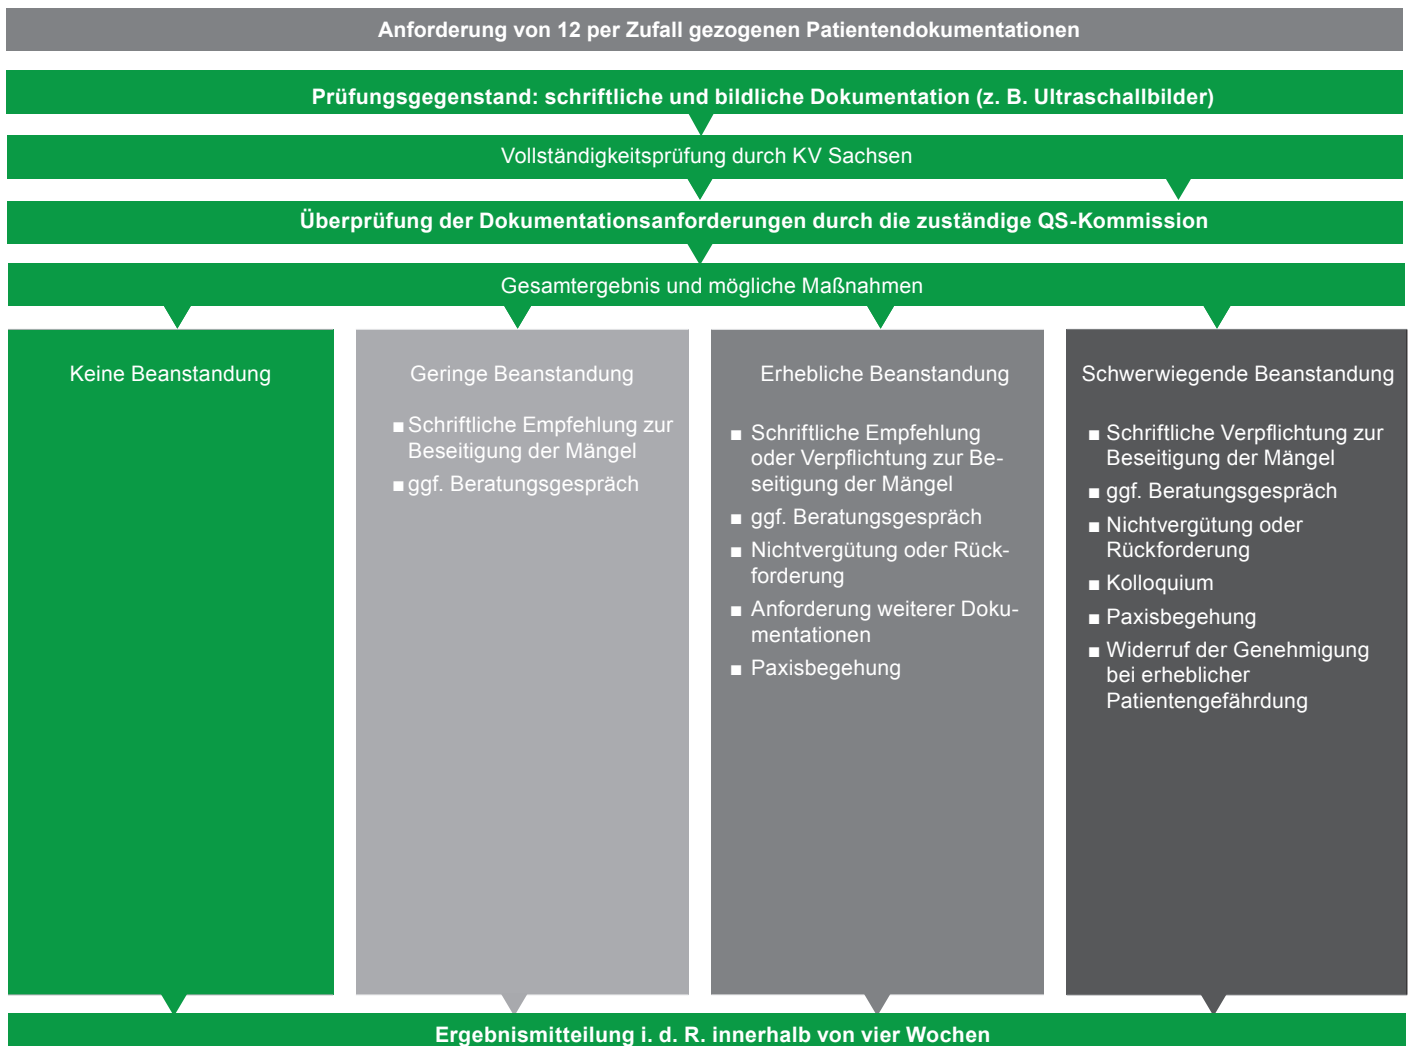 Anforderung von 12 per Zufall gezogenen Patientendokumentationen
Prüfungsgegenstand: schriftliche und bildliche Dokumentation (z. B. Ultraschallbilder)
Vollständigkeitsprüfung durch KV Sachsen
Überprüfung der Dokumentationsanforderungen durch die zuständige QS-Kommission
Gesamtergebnis und mögliche Maßnahmen
Keine Beanstandung
Geringe Beanstandung
■ Schriftliche Empfehlung zur
Beseitigung der Mängel
■ ggf. Beratungsgespräch
Erhebliche Beanstandung
■ Schriftliche Empfehlung
oder Verpflichtung zur Be-
seitigung der Mängel
■ ggf. Beratungsgespräch
■ Nichtvergütung oder Rück-
forderung
■ Anforderung weiterer Doku-
mentationen
■ Paxisbegehung
Schwerwiegende Beanstandung
■ Schriftliche Verpflichtung zur
Beseitigung der Mängel
■ ggf. Beratungsgespräch
■ Nichtvergütung oder
Rückforderung
■ Kolloquium
■ Paxisbegehung
■ Widerruf der Genehmigung
bei erheblicher
Patientengefährdung
Ergebnismitteilung i. d. R. innerhalb von vier Wochen